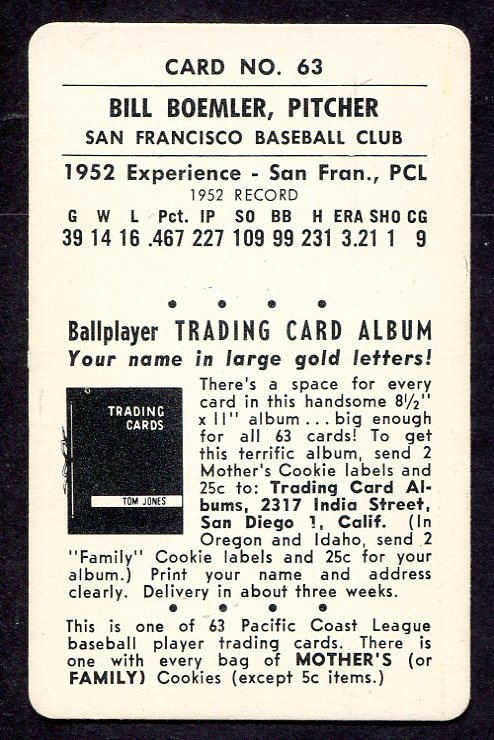 CARD NO. 63
BILL BOEMLER, PITCHER
SAN FRANCISCO BASEBALL CLUB
1952 Experience - San Fran., PCL
1952 RECORD
G W L Pct. IP SO BB H ERA SHO CG
39 14 16 .467 227 109 99 231 3.21 1 9
Ballplayer TRADING CARD ALBUM
Your name in large gold letters!
TRADING
CARDS
TOM JONES
There's a space for every
card in this handsome 8½"
x 11" album ... big enough
for all 63 cards! To get
this terrific album, send 2
Mother's Cookie labels and
25c to: Trading Card Al-
bums, 2317 India Street,
San Diego 1, Calif. (In
Oregon and Idaho, send 2
"Family" Cookie labels and 25c for your
album.) Print your name and address
clearly. Delivery in about three weeks.
This is one of 63 Pacific Coast League
baseball player trading cards. There is
one with every bag of MOTHER'S (or
FAMILY) Cookies (except 5c items.)